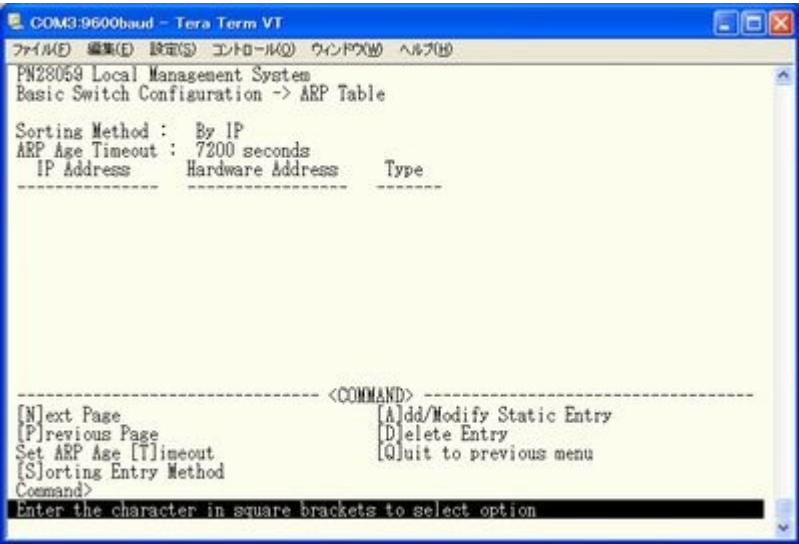 COM3:9600baud - Tera Term VT
ファイル(F) 編集(E) 設定(S) コントロール(O) ウィンドウ(W) ヘルプ(H)
PN28059 Local Management System
Basic Switch Configuration -> ARP Table
Sorting Method :   By IP
ARP Age Timeout :  7200 seconds
IP Address      Hardware Address     Type
---------------   -----------------   -------
-------------------------------- <COMMAND> -----------------------------------
[N]ext Page                             [A]dd/Modify Static Entry
[P]revious Page                         [D]elete Entry
Set ARP Age [T]imeout                   [Q]uit to previous menu
[S]orting Entry Method
Command>
Enter the character in square brackets to select option